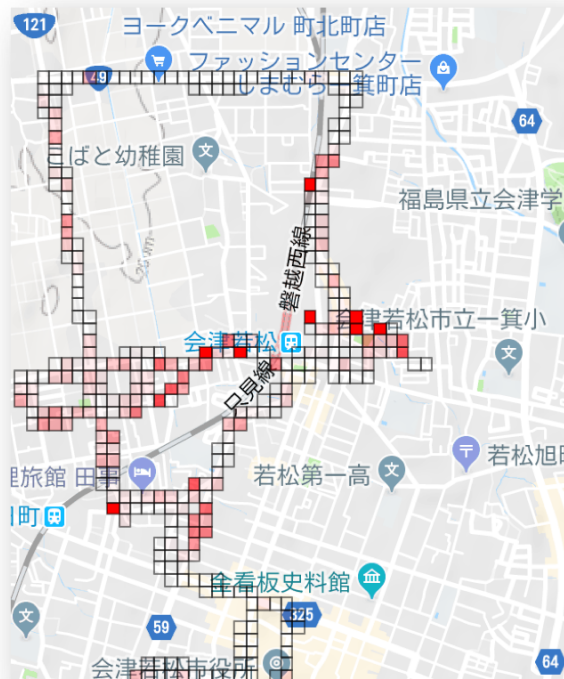 121
ヨークベニマル 町北町店
49
ファッションセンター
しまむら 箕町店
64
こばと幼稚園
福島県立会津学
磐越西線
会津若松市立一箕小
会津若松
只見線
旅館 田事
若松第一高
若松旭町
町
金看板史料館
59
325
会津若松市役所
64